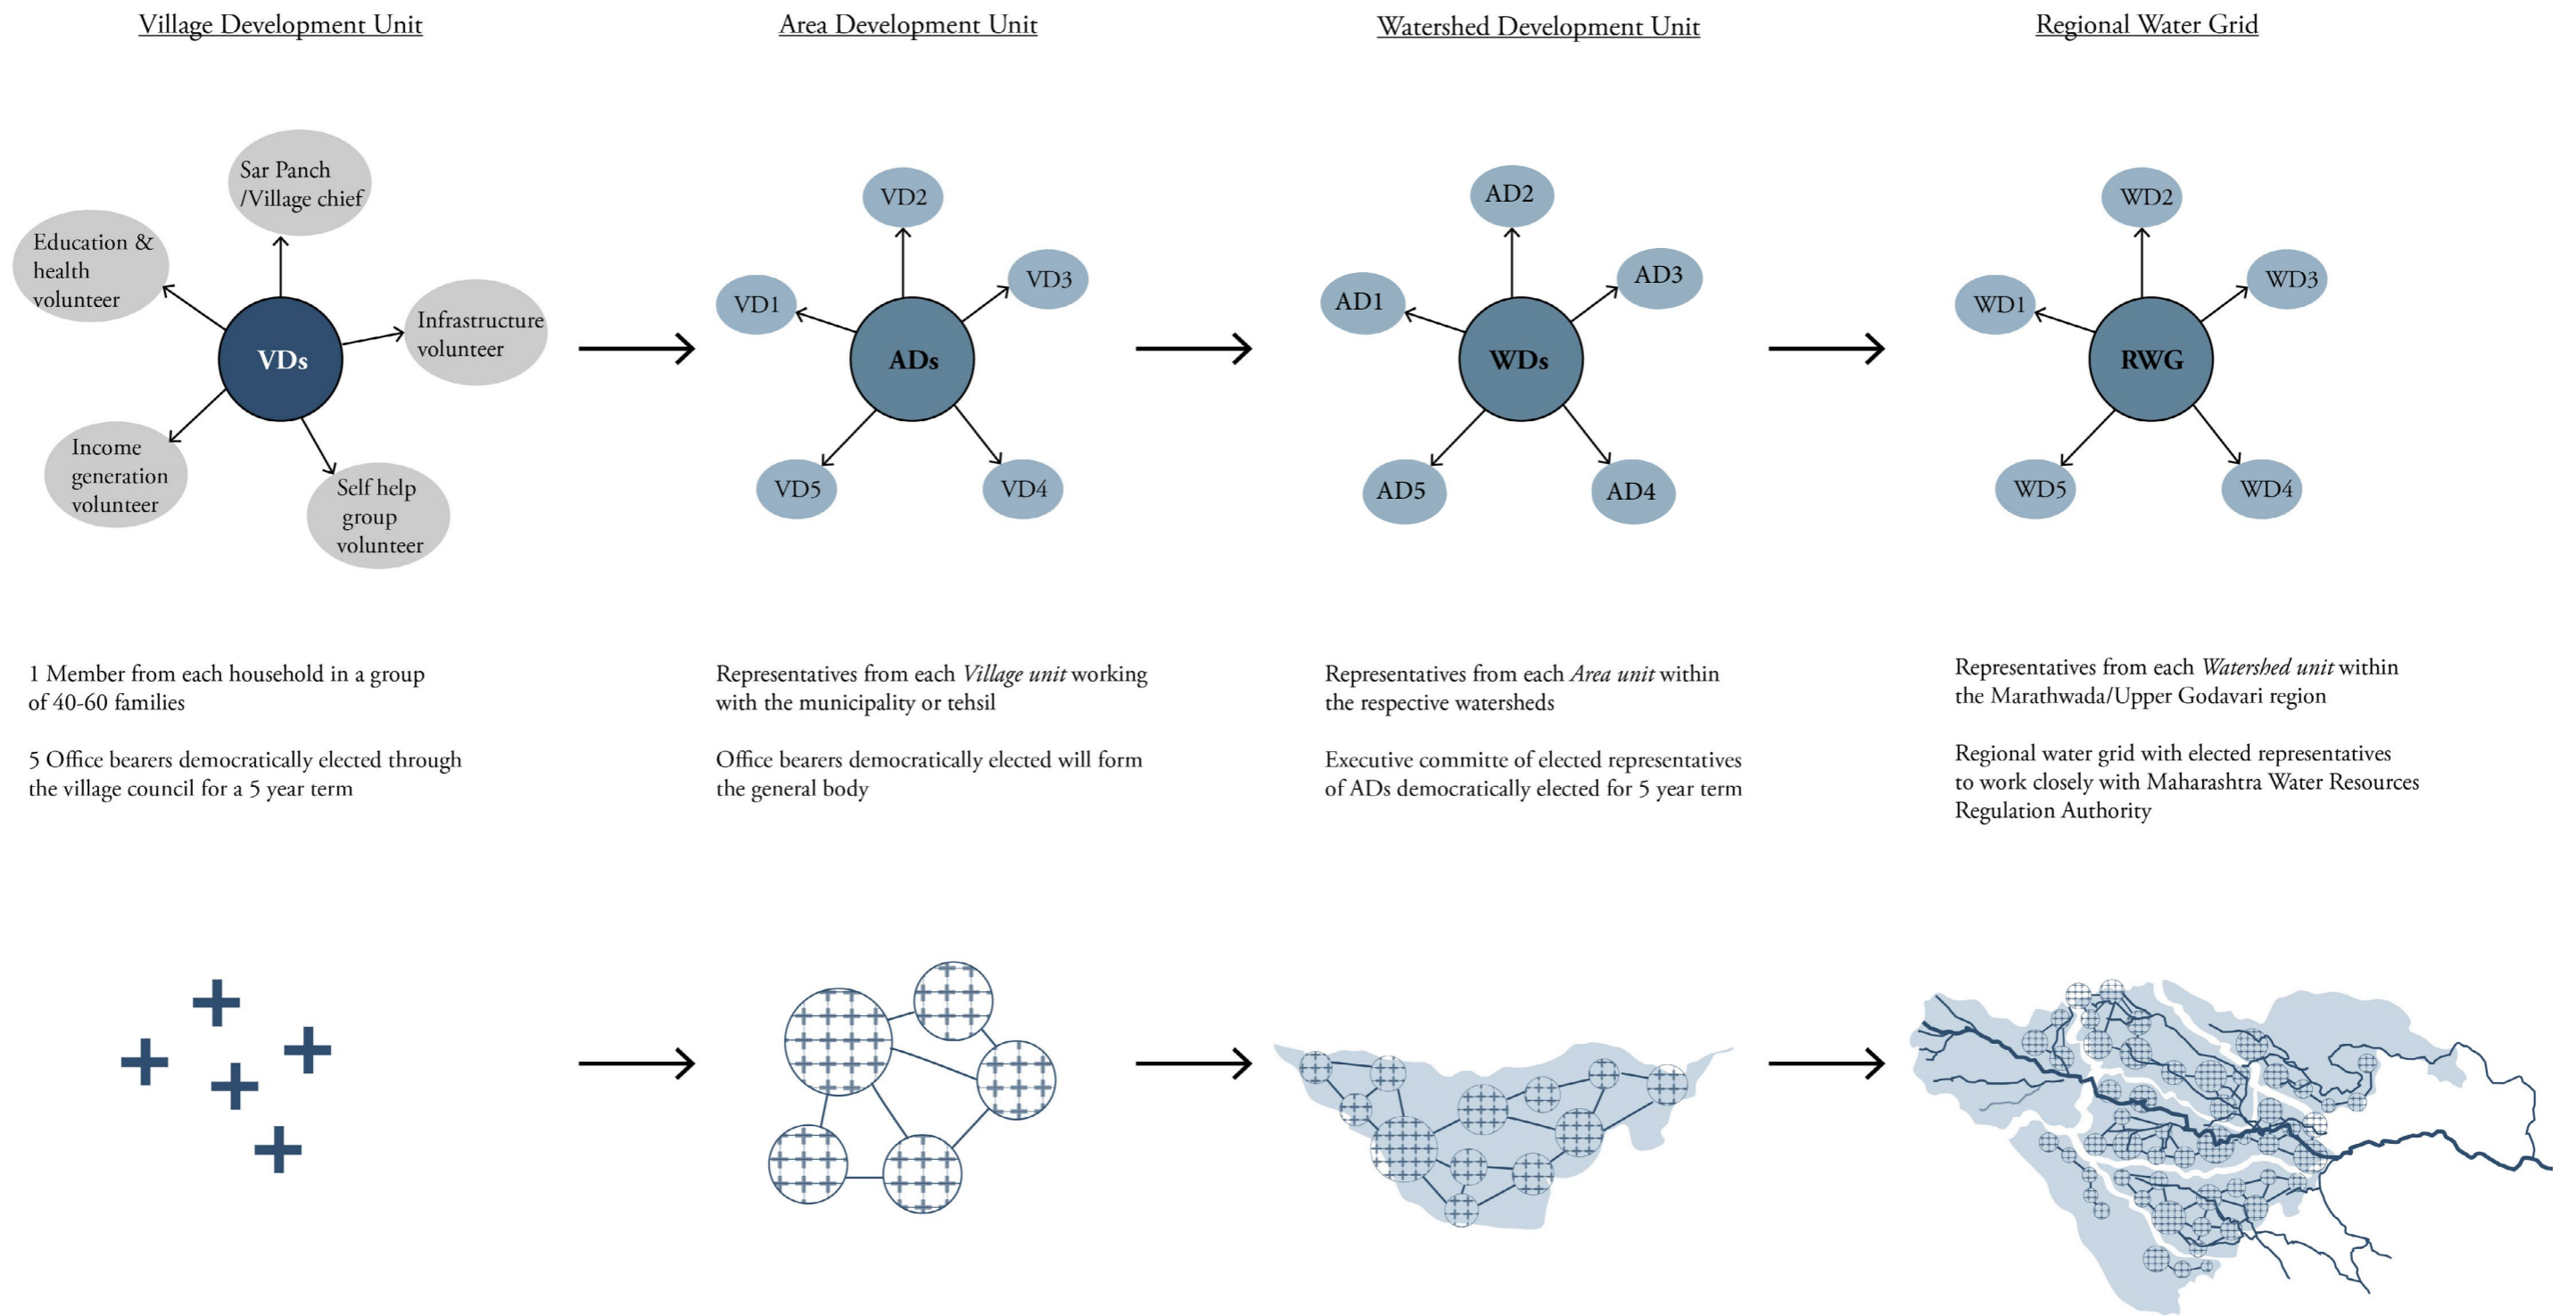 Village Development Unit
Area Development Unit
Watershed Development Unit
Regional Water Grid
Sar Panch
/Village chief
Education &
health
volunteer
Infrastructure
volunteer
VDs
Income
generation
volunteer
Self help
group
volunteer
VD2
VD3
VD1
ADs
VD5
VD4
AD2
AD3
AD1
WDs
AD5
AD4
WD2
WD3
WD1
RWG
WD5
WD4
1 Member from each household in a group
of 40-60 families
5 Office bearers democratically elected through
the village council for a 5 year term
Representatives from each Village unit working
with the municipality or tehsil
Office bearers democratically elected will form
the general body
Representatives from each Area unit within
the respective watersheds
Executive committe of elected representatives
of ADs democratically elected for 5 year term
Representatives from each Watershed unit within
the Marathwada/Upper Godavari region
Regional water grid with elected representatives
to work closely with Maharashtra Water Resources
Regulation Authority